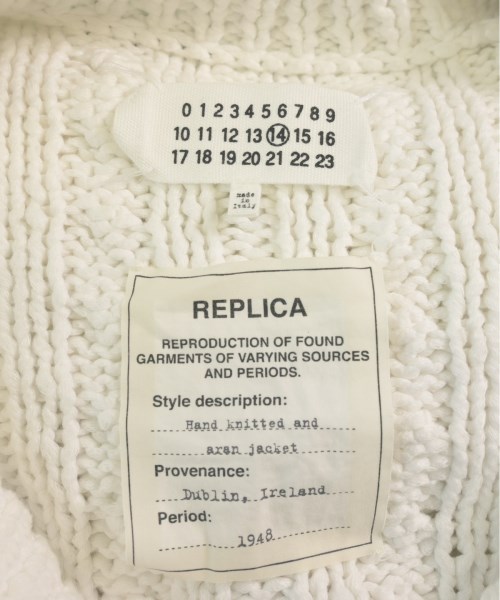 0 1 2 3 4 5 6 7 8 9
10 11 12 13 14 15 16
17 18 19 20 21 22 23
made
in
Italy
REPLICA
REPRODUCTION OF FOUND
GARMENTS OF VARYING SOURCES
AND PERIODS.
Style description:
Hand knitted and
aran jacket
Provenance:
Dublin, Ireland
Period:
1948